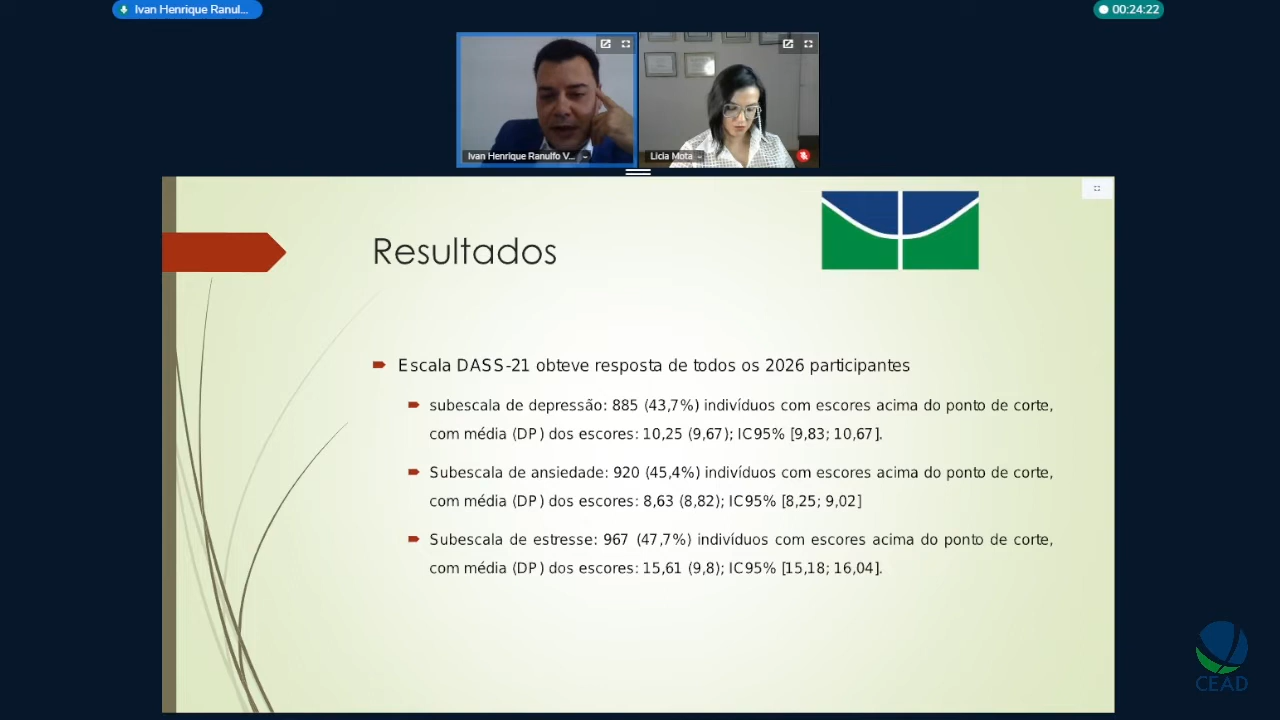 Ivan Henrique Ranul...
00:24:22
Ivan Henrique Ranulfo V...
Licia Mota
Resultados
Escala DASS-21 obteve resposta de todos os 2026 participantes
subescala de depressão: 885 (43,7%) indivíduos com escores acima do ponto de corte,
com média (DP) dos escores: 10,25 (9,67); IC95% [9,83; 10,67].
Subescala de ansiedade: 920 (45,4%) indivíduos com escores acima do ponto de corte,
com média (DP) dos escores: 8,63 (8,82); IC95% [8,25; 9,02]
Subescala de estresse: 967 (47,7%) indivíduos com escores acima do ponto de corte,
com média (DP) dos escores: 15,61 (9,8); IC95% [15,18; 16,04].
CEAD